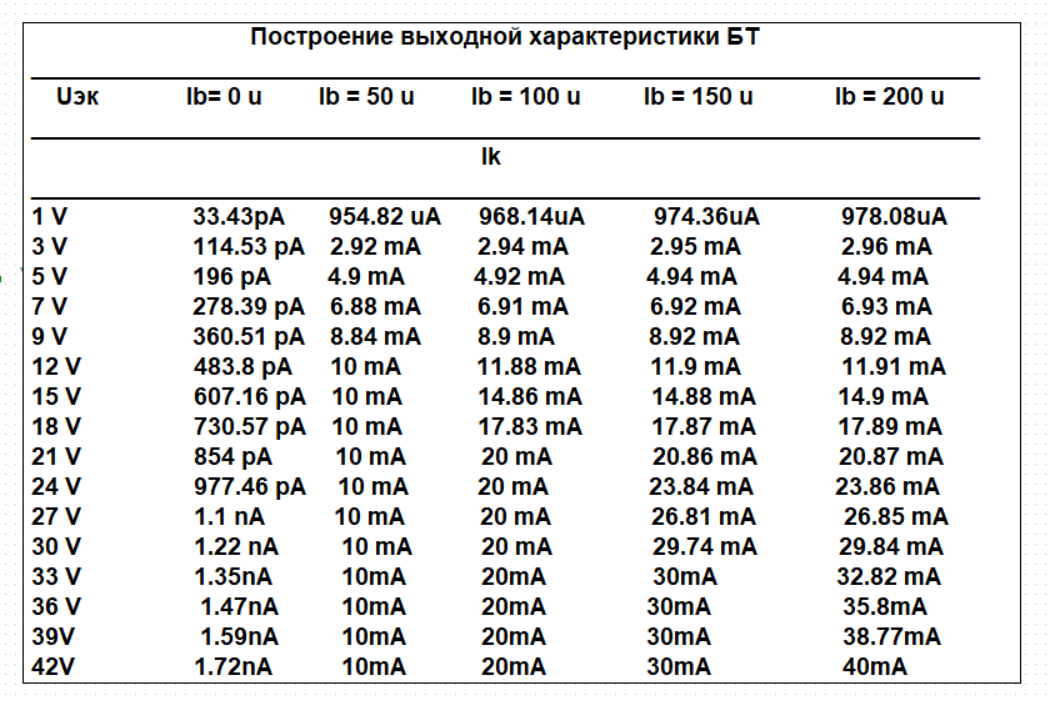 Построение выходной характеристики БТ
Uэк Ib= 0 u Ib = 50 u Ib = 100 u Ib = 150 u Ib = 200 u
Ik
1 V 33.43pA 954.82 uA 968.14uA 974.36uA 978.08uA
3 V 114.53 pA 2.92 mA 2.94 mA 2.95 mA 2.96 mA
5 V 196 pA 4.9 mA 4.92 mA 4.94 mA 4.94 mA
7 V 278.39 pA 6.88 mA 6.91 mA 6.92 mA 6.93 mA
9 V 360.51 pA 8.84 mA 8.9 mA 8.92 mA 8.92 mA
12 V 483.8 pA 10 mA 11.88 mA 11.9 mA 11.91 mA
15 V 607.16 pA 10 mA 14.86 mA 14.88 mA 14.9 mA
18 V 730.57 pA 10 mA 17.83 mA 17.87 mA 17.89 mA
21 V 854 pA 10 mA 20 mA 20.86 mA 20.87 mA
24 V 977.46 pA 10 mA 20 mA 23.84 mA 23.86 mA
27 V 1.1 nA 10 mA 20 mA 26.81 mA 26.85 mA
30 V 1.22 nA 10 mA 20 mA 29.74 mA 29.84 mA
33 V 1.35nA 10mA 20mA 30mA 32.82 mA
36 V 1.47nA 10mA 20mA 30mA 35.8mA
39V 1.59nA 10mA 20mA 30mA 38.77mA
42V 1.72nA 10mA 20mA 30mA 40mA